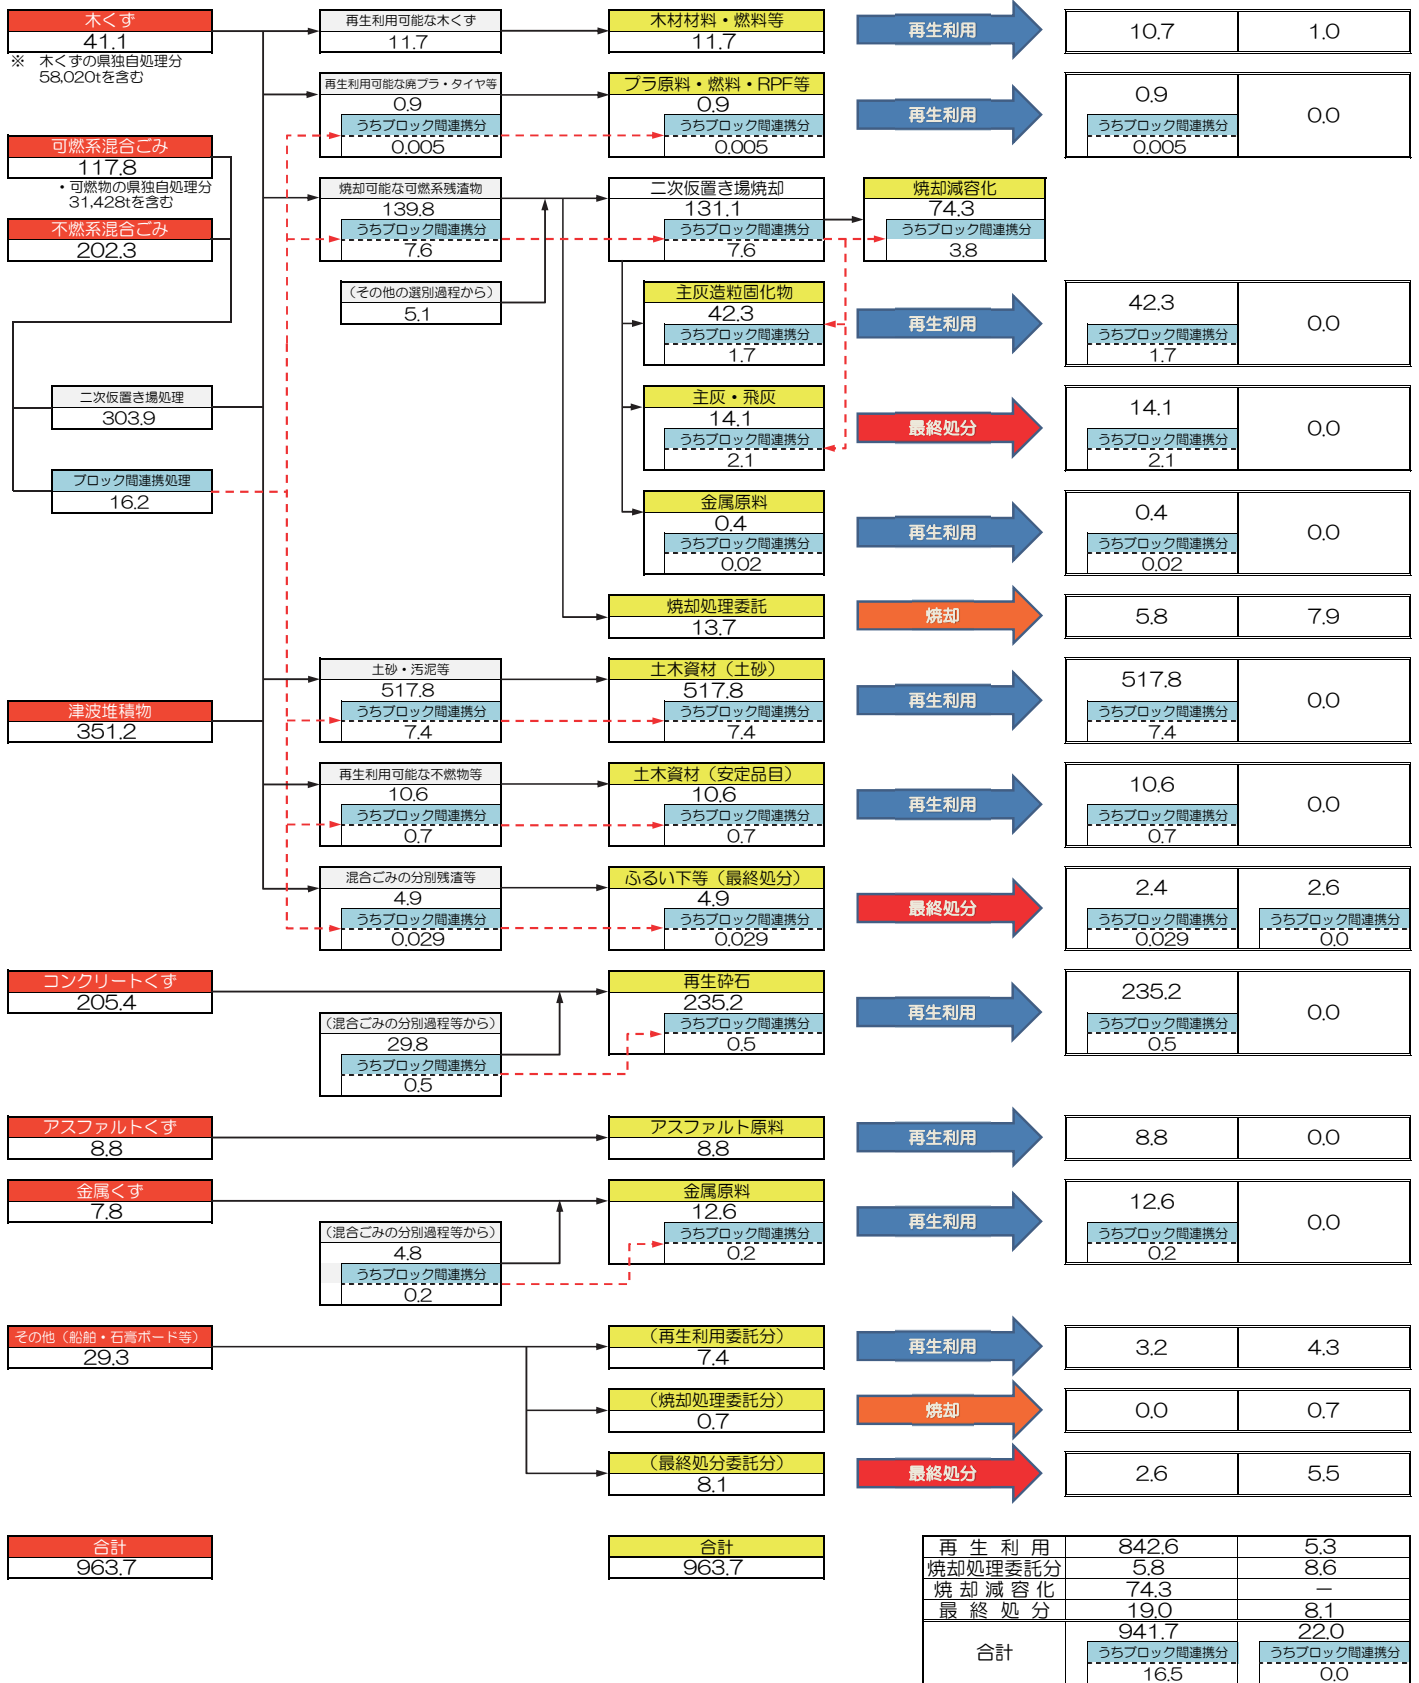 木くず
41.1
※　木くずの県独自処理分
58,020tを含む
再生利用可能な木くず
11.7
木材材料・燃料等
11.7
再生利用
10.7
1.0
再生利用可能な廃プラ・タイヤ等
0.9
うちブロック間連携分
0.005
プラ原料・燃料・RPF等
0.9
うちブロック間連携分
0.005
再生利用
0.9
うちブロック間連携分
0.005
0.0
可燃系混合ごみ
117.8
・可燃物の県独自処理分
31,428tを含む
不燃系混合ごみ
202.3
焼却可能な可燃系残渣物
139.8
うちブロック間連携分
7.6
二次仮置き場焼却
131.1
うちブロック間連携分
7.6
焼却減容化
74.3
うちブロック間連携分
3.8
（その他の選別過程から）
5.1
主灰造粒固化物
42.3
うちブロック間連携分
1.7
再生利用
42.3
うちブロック間連携分
1.7
0.0
二次仮置き場処理
303.9
主灰・飛灰
14.1
うちブロック間連携分
2.1
最終処分
14.1
うちブロック間連携分
2.1
0.0
ブロック間連携処理
16.2
金属原料
0.4
うちブロック間連携分
0.02
再生利用
0.4
うちブロック間連携分
0.02
0.0
焼却処理委託
13.7
焼却
5.8
7.9
津波堆積物
351.2
土砂・汚泥等
517.8
うちブロック間連携分
7.4
土木資材（土砂）
517.8
うちブロック間連携分
7.4
再生利用
517.8
うちブロック間連携分
7.4
0.0
再生利用可能な不燃物等
10.6
うちブロック間連携分
0.7
土木資材（安定品目）
10.6
うちブロック間連携分
0.7
再生利用
10.6
うちブロック間連携分
0.7
0.0
混合ごみの分別残渣等
4.9
うちブロック間連携分
0.029
ふるい下等（最終処分）
4.9
うちブロック間連携分
0.029
最終処分
2.4
うちブロック間連携分
0.029
2.6
うちブロック間連携分
0.0
コンクリートくず
205.4
（混合ごみの分別過程等から）
29.8
うちブロック間連携分
0.5
再生砕石
235.2
うちブロック間連携分
0.5
再生利用
235.2
うちブロック間連携分
0.5
0.0
アスファルトくず
8.8
アスファルト原料
8.8
再生利用
8.8
0.0
金属くず
7.8
（混合ごみの分別過程等から）
4.8
うちブロック間連携分
0.2
金属原料
12.6
うちブロック間連携分
0.2
再生利用
12.6
うちブロック間連携分
0.2
0.0
その他（船舶・石膏ボード等）
29.3
（再生利用委託分）
7.4
再生利用
3.2
4.3
（焼却処理委託分）
0.7
焼却
0.0
0.7
（最終処分委託分）
8.1
最終処分
2.6
5.5
合計
963.7
合計
963.7
再生利用 842.6 5.3
焼却処理委託分 5.8 8.6
焼却減容化 74.3 －
最終処分 19.0 8.1
合計
941.7
うちブロック間連携分
16.5
22.0
うちブロック間連携分
0.0